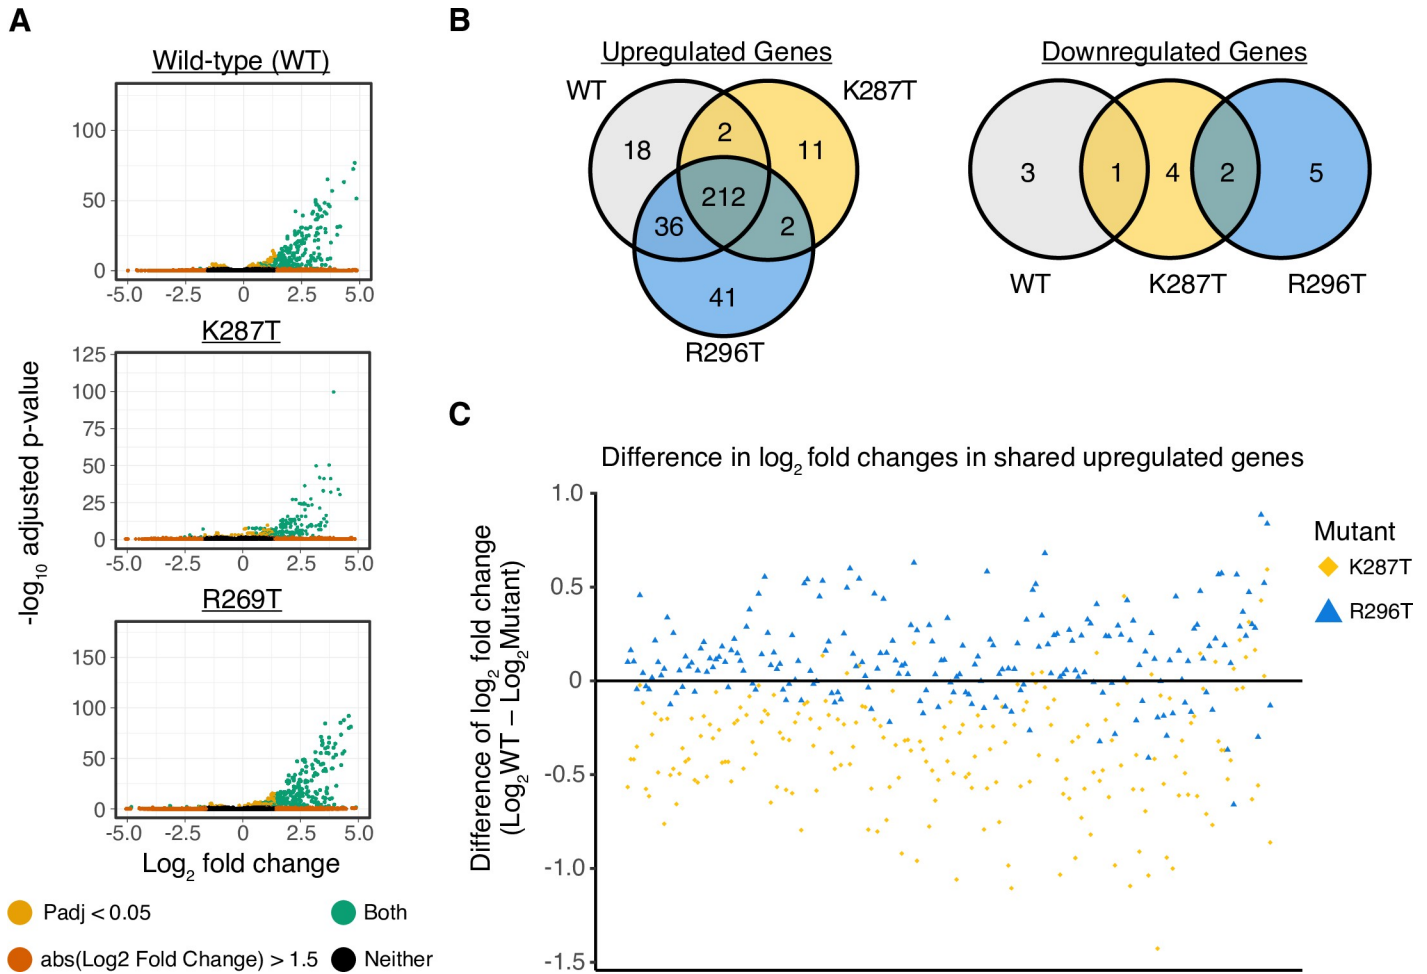 A
Wild-type (WT)
100
50
0
-5.0 -2.5 0 2.5 5.0
K287T
125
100
75
50
25
0
-5.0 -2.5 0 2.5 5.0
R269T
150
100
50
0
-5.0 -2.5 0 2.5 5.0
Log2 fold change
-log10 adjusted p-value
Padj < 0.05
Both
abs(Log2 Fold Change) > 1.5
Neither
B
Upregulated Genes
WT
K287T
18
2
11
212
36
2
41
R296T
Downregulated Genes
3
1
4
2
5
WT
K287T
R296T
C
Difference in log2 fold changes in shared upregulated genes
1.0
0.5
0
-0.5
-1.0
-1.5
Difference of log2 fold change
(Log2WT – Log2Mutant)
Mutant
K287T
R296T